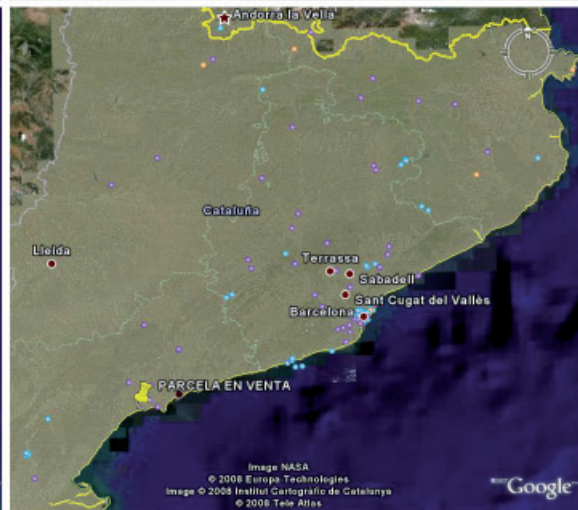 Andorra la Vella
Cataluña
Lleida
Terrassa
Sabadell
Sant Cugat del Vallès
Barcelona
PARCELA EN VENTA
Image NASA
© 2008 Europa Technologies
Image © 2008 Institut Cartogràfic de Catalunya
© 2008 Tele Atlas
Google
N